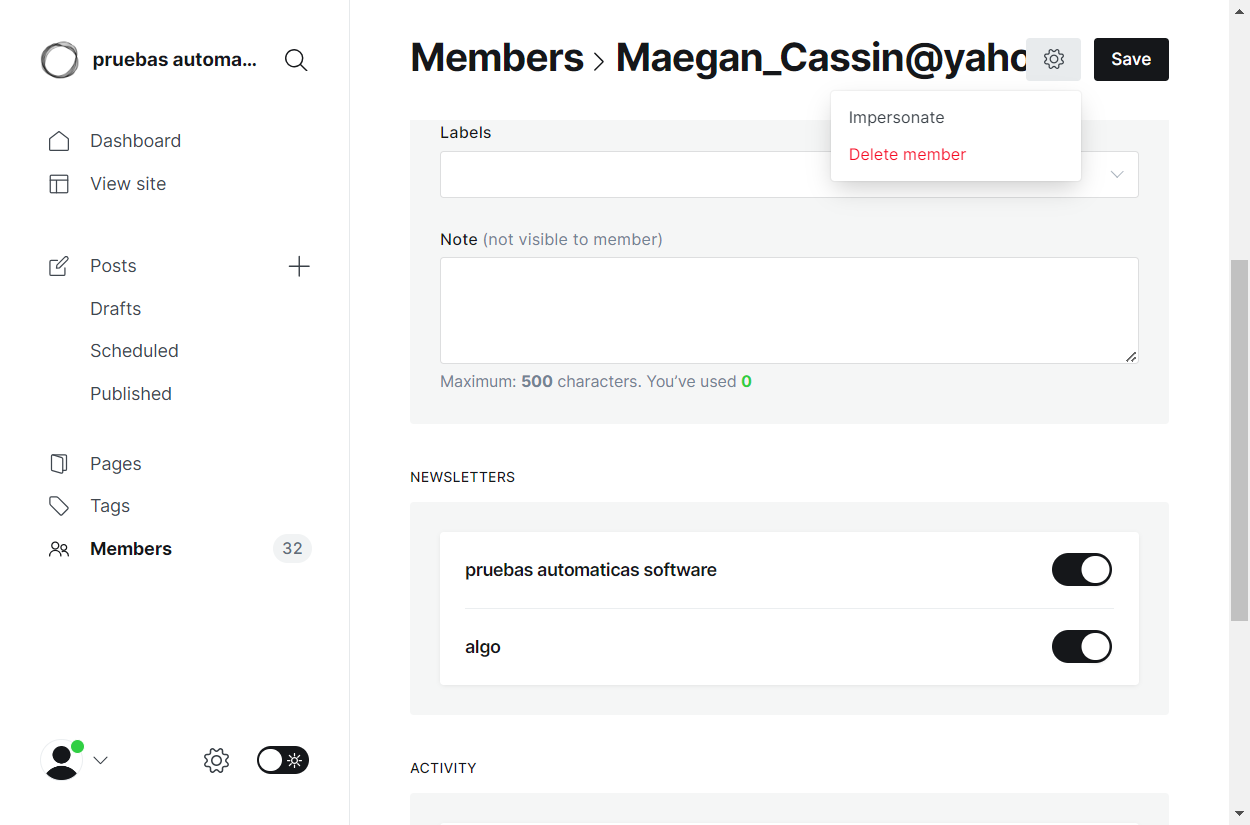 pruebas automa...
Dashboard
View site
Posts
Drafts
Scheduled
Published
Pages
Tags
Members 32
Members > Maegan_Cassin@yaho
Save
Impersonate
Delete member
Labels
Note (not visible to member)
Maximum: 500 characters. You’ve used 0
NEWSLETTERS
pruebas automaticas software
algo
ACTIVITY